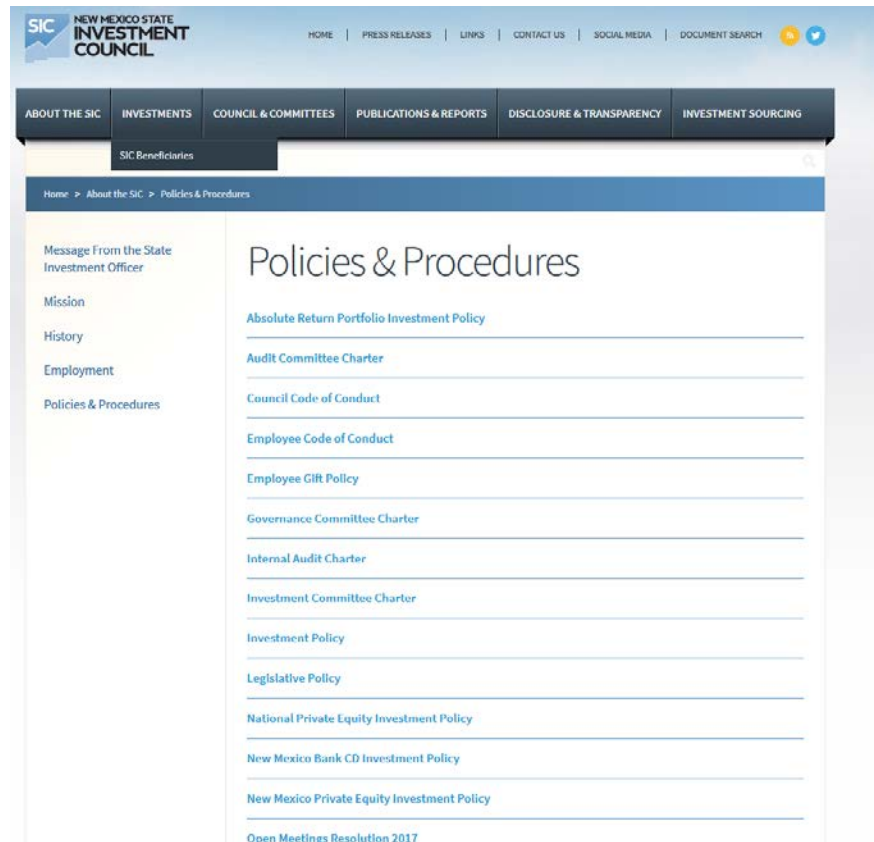 SIC
NEW MEXICO STATE
INVESTMENT
COUNCIL
HOME | PRESS RELEASES | LINKS | CONTACT US | SOCIAL MEDIA | DOCUMENT SEARCH
ABOUT THE SIC INVESTMENTS COUNCIL & COMMITTEES PUBLICATIONS & REPORTS DISCLOSURE & TRANSPARENCY INVESTMENT SOURCING
SIC Beneficiaries
Home > About the SIC > Policies & Procedures
Message From the State
Investment Officer
Mission
History
Employment
Policies & Procedures
Policies & Procedures
Absolute Return Portfolio Investment Policy
Audit Committee Charter
Council Code of Conduct
Employee Code of Conduct
Employee Gift Policy
Governance Committee Charter
Internal Audit Charter
Investment Committee Charter
Investment Policy
Legislative Policy
National Private Equity Investment Policy
New Mexico Bank CD Investment Policy
New Mexico Private Equity Investment Policy
Open Meetings Resolution 2017